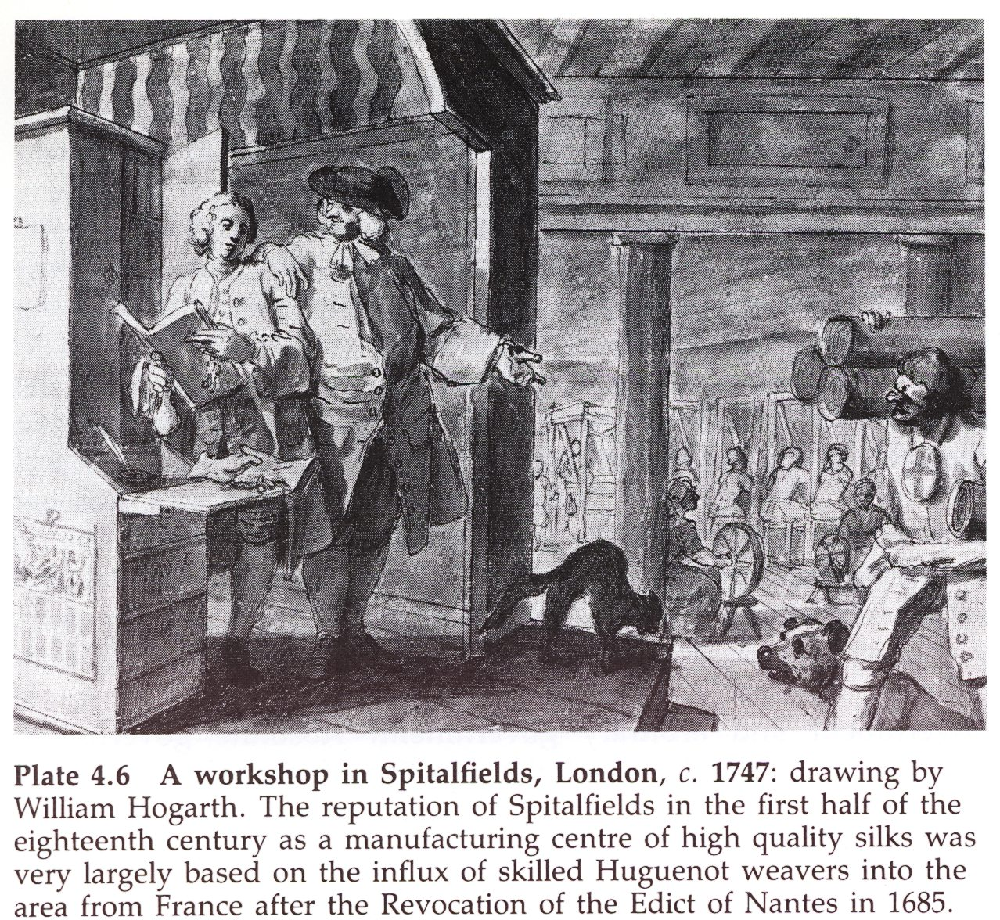 Plate 4.6 A workshop in Spitalfields, London, c. 1747: drawing by
William Hogarth. The reputation of Spitalfields in the first half of the
eighteenth century as a manufacturing centre of high quality silks was
very largely based on the influx of skilled Huguenot weavers into the
area from France after the Revocation of the Edict of Nantes in 1685.